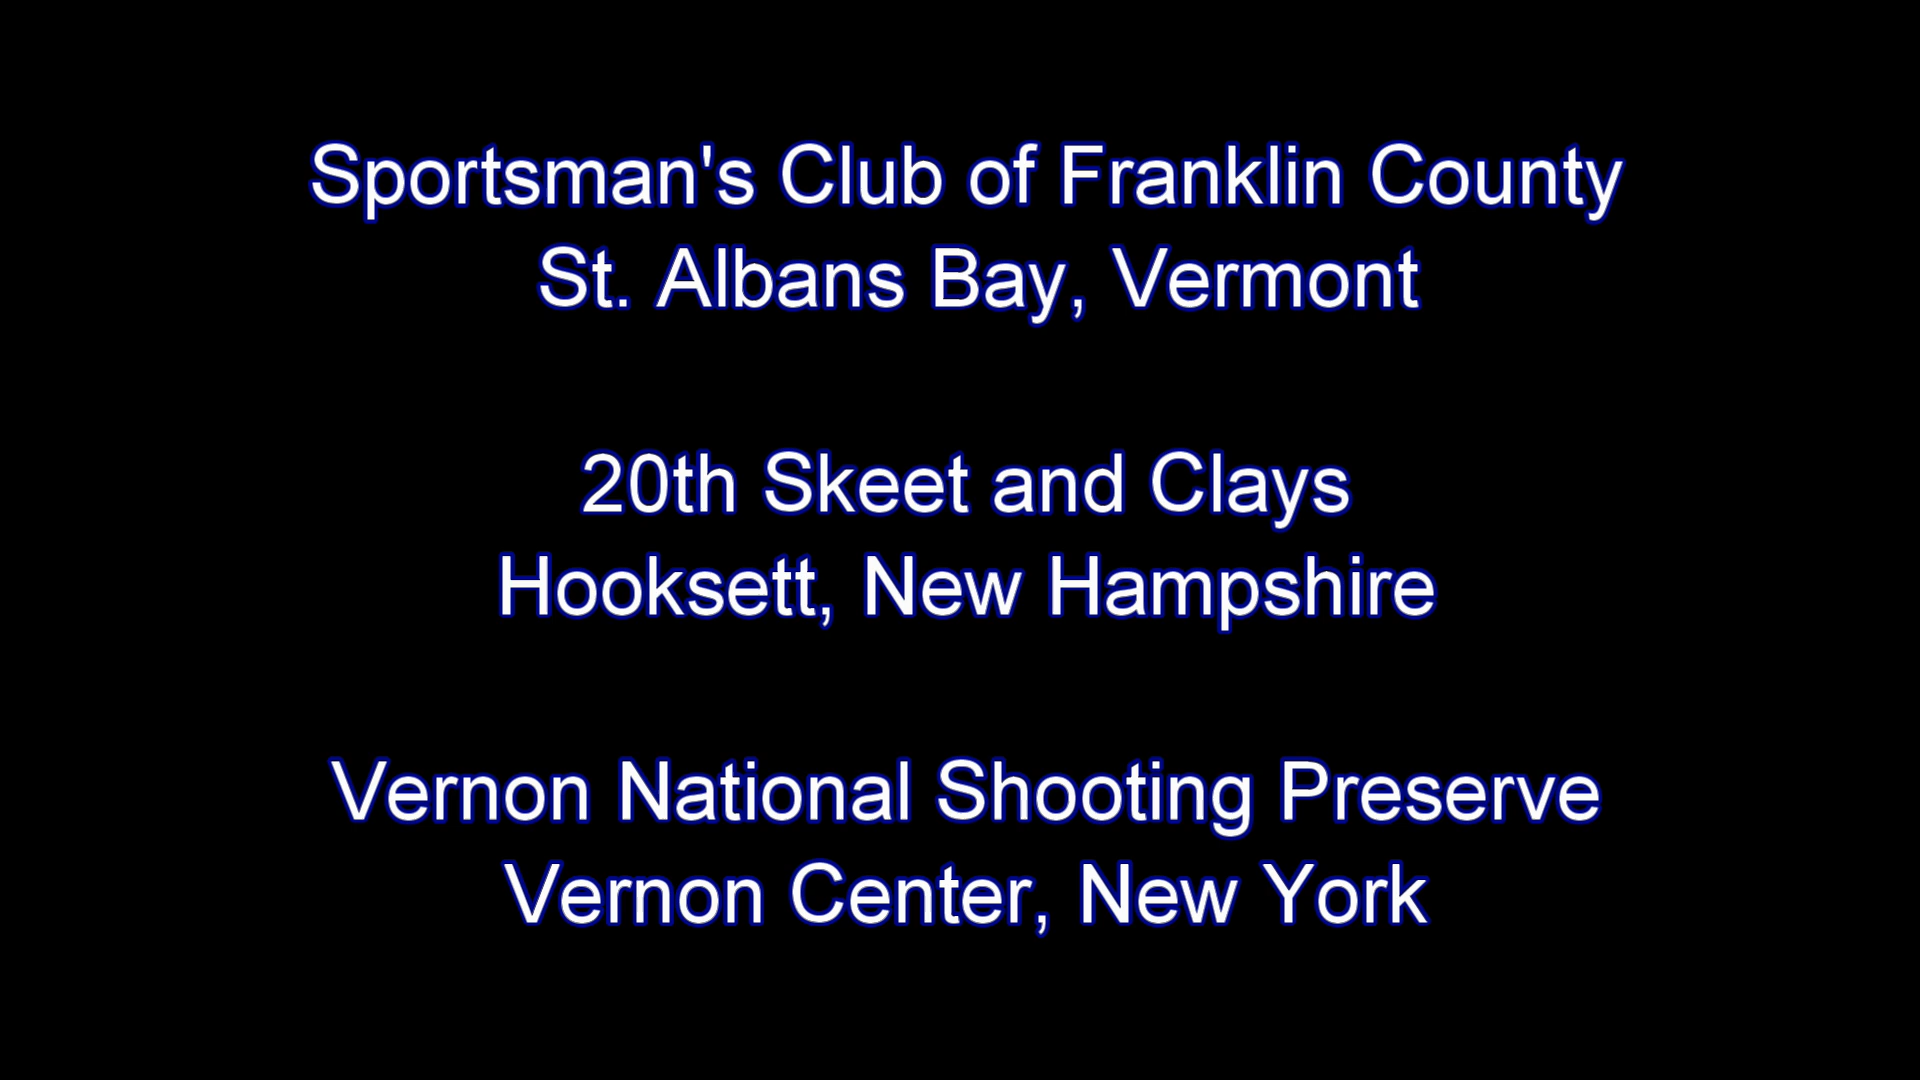 Sportsman's Club of Franklin County
St. Albans Bay, Vermont
20th Skeet and Clays
Hooksett, New Hampshire
Vernon National Shooting Preserve
Vernon Center, New York